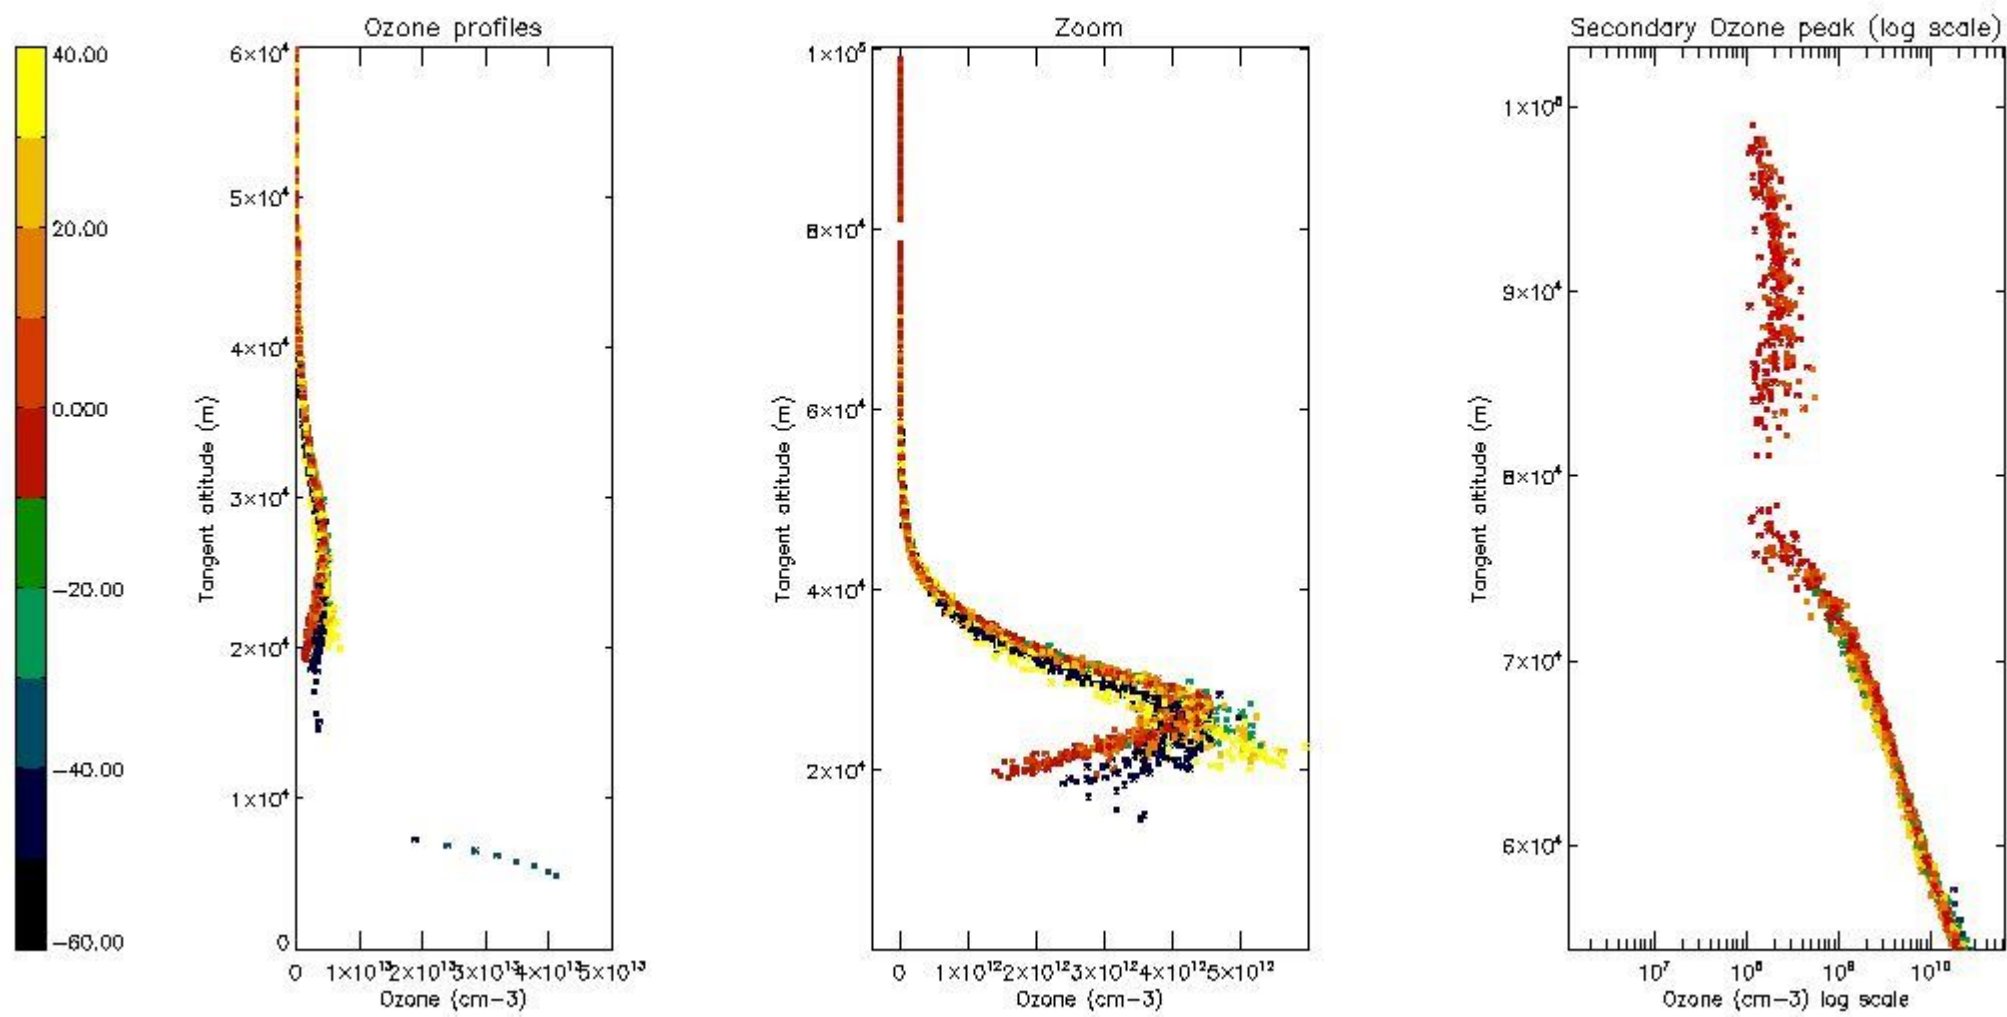 Ozone profiles
Zoom
Secondary Ozone peak (log scale)
40.00
20.00
0.000
−20.00
−40.00
−60.00
6×10⁴
5×10⁴
4×10⁴
3×10⁴
2×10⁴
1×10⁴
0
Tangent altitude (m)
0 1×10¹³ 2×10¹³ 3×10¹³ 4×10¹³ 5×10¹³
Ozone (cm−3)
1×10⁵
8×10⁴
6×10⁴
4×10⁴
2×10⁴
Tangent altitude (m)
0 1×10¹² 2×10¹² 3×10¹² 4×10¹² 5×10¹²
Ozone (cm−3)
1×10⁵
9×10⁴
8×10⁴
7×10⁴
6×10⁴
Tangent altitude (m)
10⁷ 10⁸ 10⁹ 10¹⁰
Ozone (cm−3) log scale